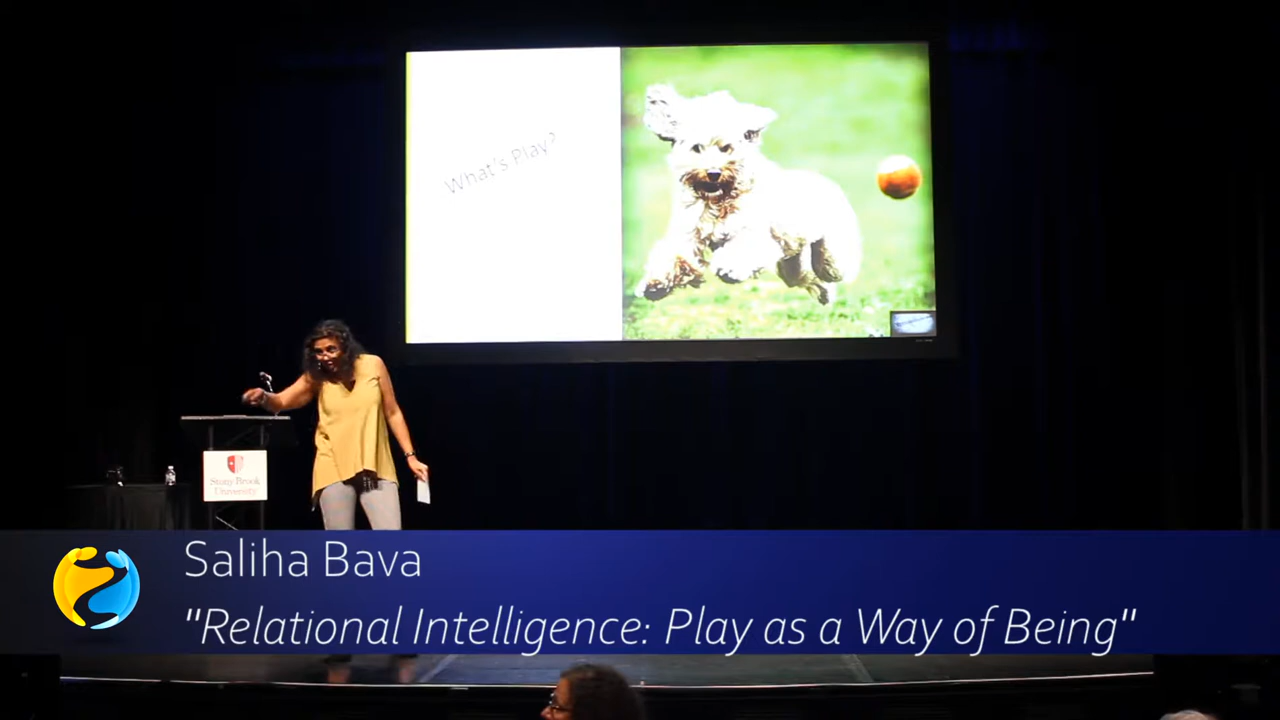 What's Play?
Stony Brook
University
Saliha Bava
"Relational Intelligence: Play as a Way of Being"